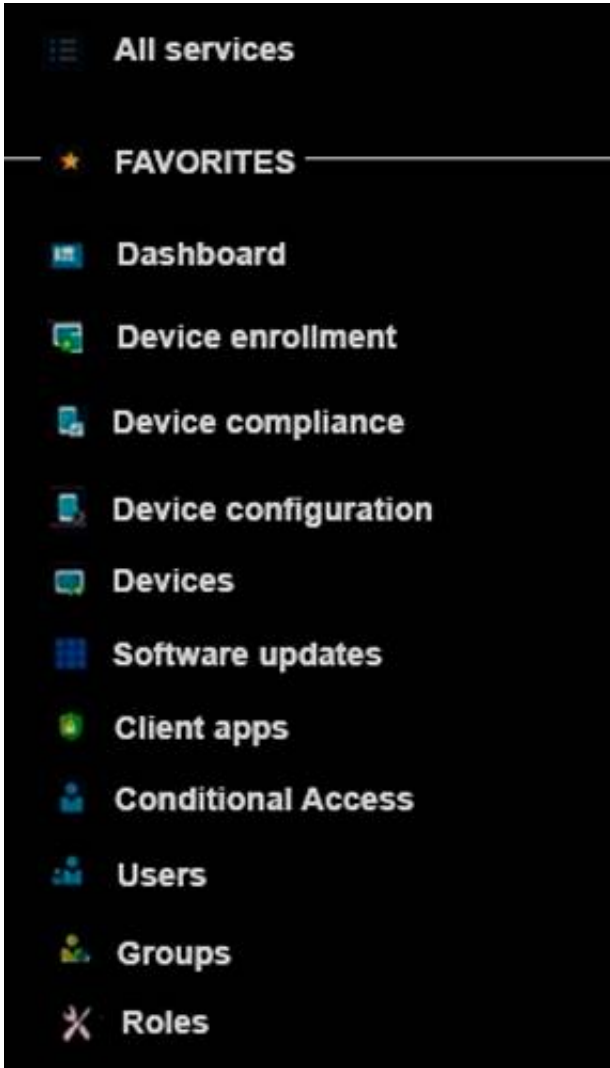 All services
FAVORITES
Dashboard
Device enrollment
Device compliance
Device configuration
Devices
Software updates
Client apps
Conditional Access
Users
Groups
Roles